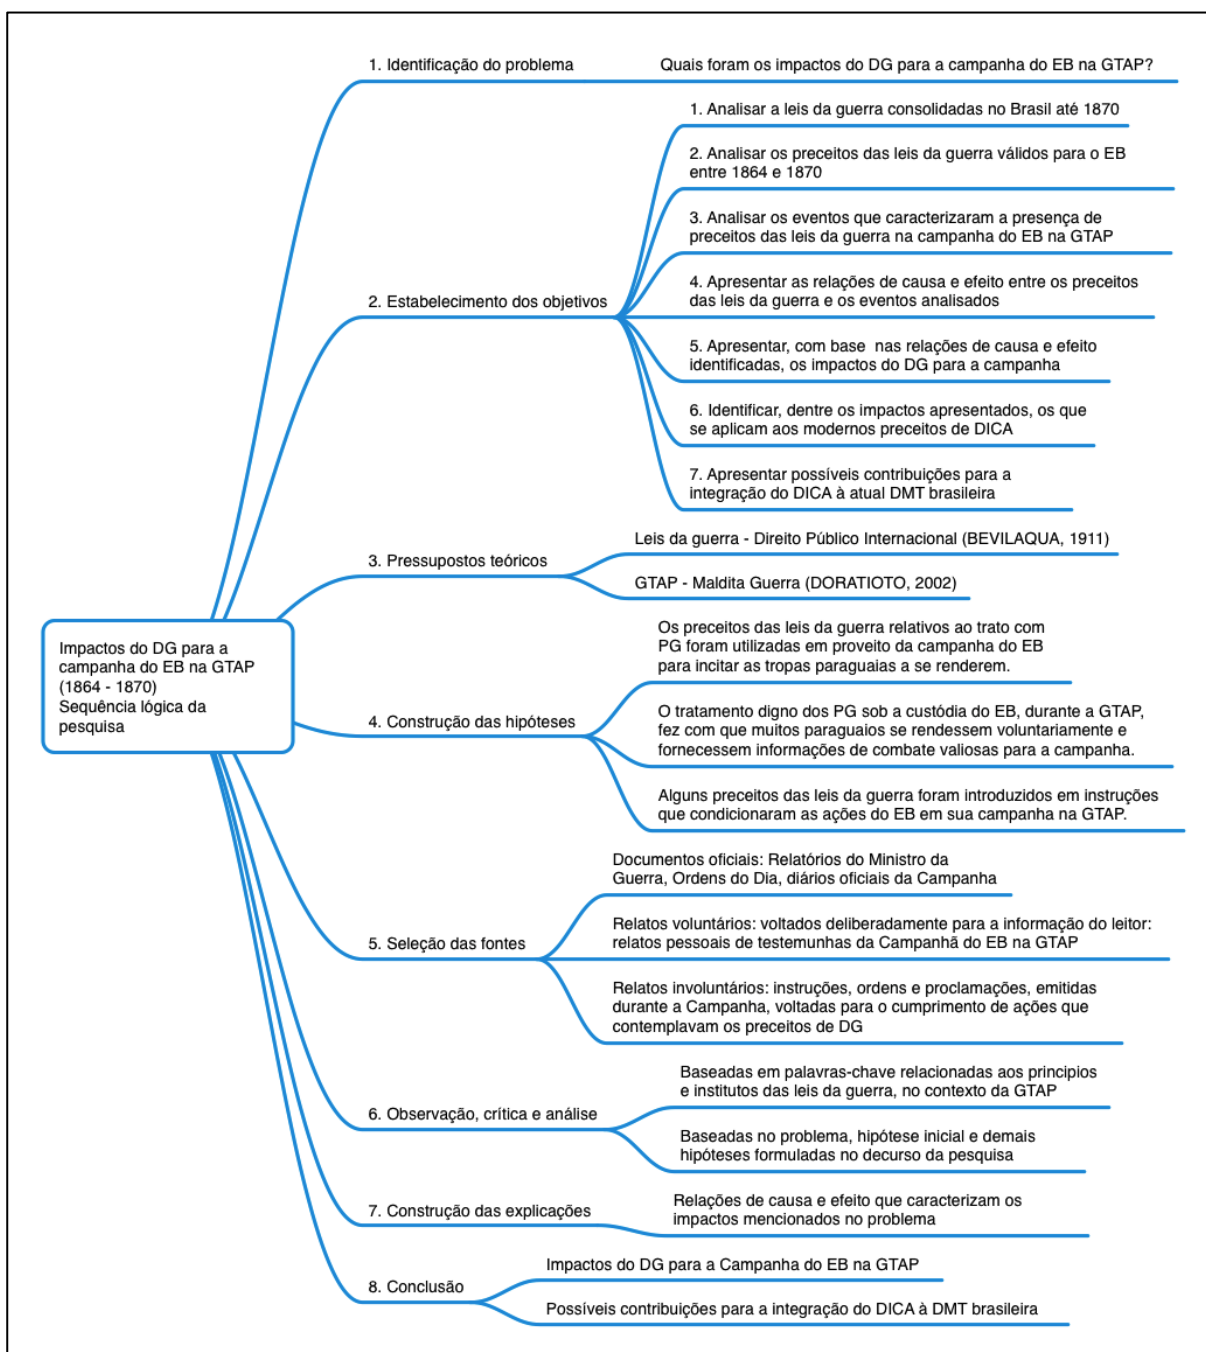 1. Identificação do problema
Quais foram os impactos do DG para a campanha do EB na GTAP?
2. Estabelecimento dos objetivos
1. Analisar a leis da guerra consolidadas no Brasil até 1870
2. Analisar os preceitos das leis da guerra válidos para o EB
entre 1864 e 1870
3. Analisar os eventos que caracterizaram a presença de
preceitos das leis da guerra na campanha do EB na GTAP
4. Apresentar as relações de causa e efeito entre os preceitos
das leis da guerra e os eventos analisados
5. Apresentar, com base  nas relações de causa e efeito
identificadas, os impactos do DG para a campanha
6. Identificar, dentre os impactos apresentados, os que
se aplicam aos modernos preceitos de DICA
7. Apresentar possíveis contribuições para a
integração do DICA à atual DMT brasileira
3. Pressupostos teóricos
Leis da guerra - Direito Público Internacional (BEVILAQUA, 1911)
GTAP - Maldita Guerra (DORATIOTO, 2002)
Impactos do DG para a
campanha do EB na GTAP
(1864 - 1870)
Sequência lógica da
pesquisa
4. Construção das hipóteses
Os preceitos das leis da guerra relativos ao trato com
PG foram utilizadas em proveito da campanha do EB
para incitar as tropas paraguaias a se renderem.
O tratamento digno dos PG sob a custódia do EB, durante a GTAP,
fez com que muitos paraguaios se rendessem voluntariamente e
fornecessem informações de combate valiosas para a campanha.
Alguns preceitos das leis da guerra foram introduzidos em instruções
que condicionaram as ações do EB em sua campanha na GTAP.
5. Seleção das fontes
Documentos oficiais: Relatórios do Ministro da
Guerra, Ordens do Dia, diários oficiais da Campanha
Relatos voluntários: voltados deliberadamente para a informação do leitor:
relatos pessoais de testemunhas da Campanhã do EB na GTAP
Relatos involuntários: instruções, ordens e proclamações, emitidas
durante a Campanha, voltadas para o cumprimento de ações que
contemplavam os preceitos de DG
6. Observação, crítica e análise
Baseadas em palavras-chave relacionadas aos principios
e institutos das leis da guerra, no contexto da GTAP
Baseadas no problema, hipótese inicial e demais
hipóteses formuladas no decurso da pesquisa
7. Construção das explicações
Relações de causa e efeito que caracterizam os
impactos mencionados no problema
8. Conclusão
Impactos do DG para a Campanha do EB na GTAP
Possíveis contribuições para a integração do DICA à DMT brasileira